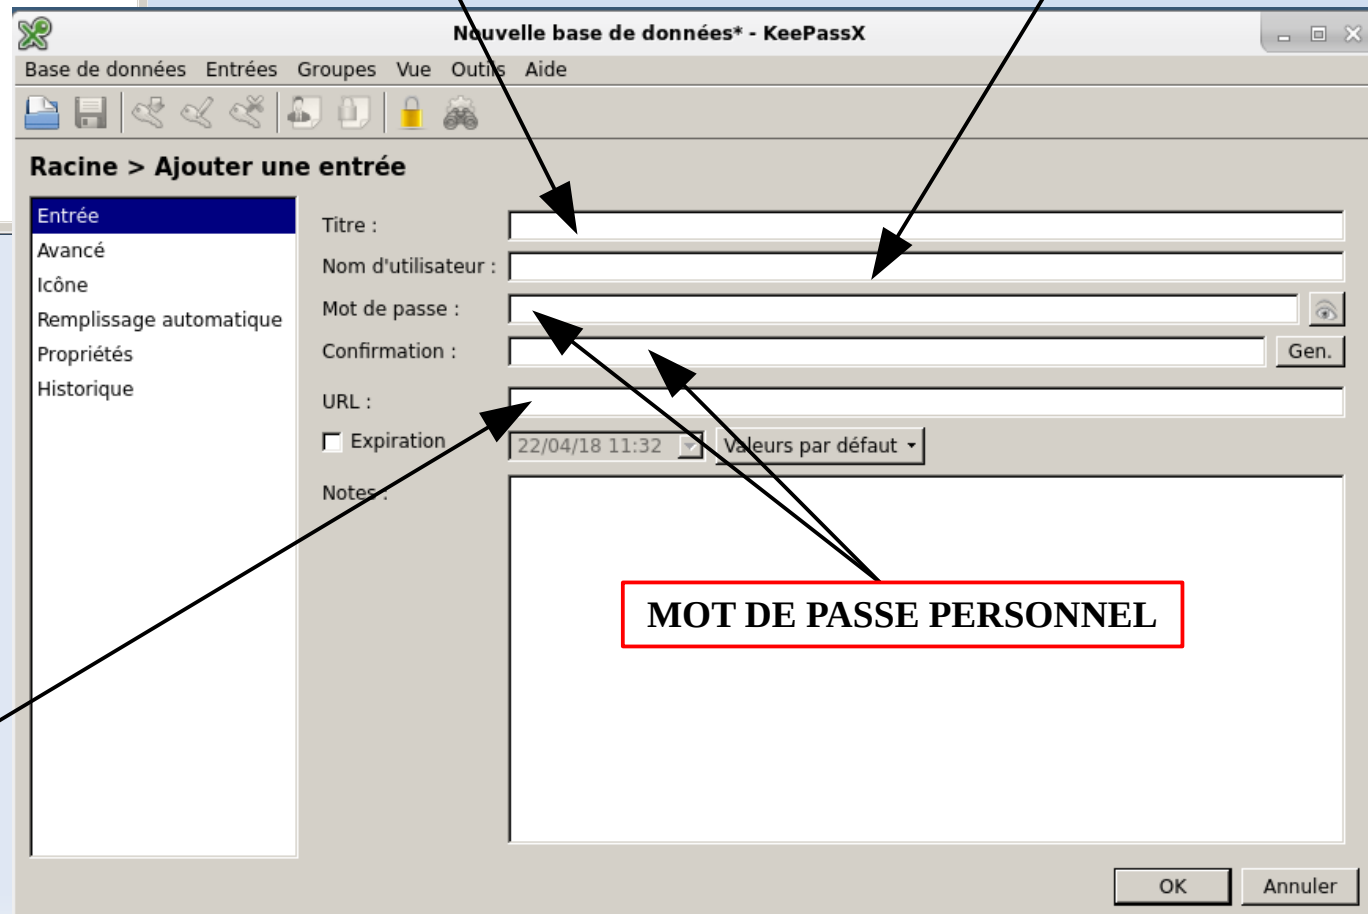 Nouvelle base de données* - KeePassX
Base de données Entrées Groupes Vue Outils Aide
Racine > Ajouter une entrée
Entrée
Avancé
Icône
Remplissage automatique
Propriétés
Historique
Titre :
Nom d'utilisateur :
Mot de passe :
Confirmation :
Gen.
URL :
Expiration
22/04/18 11:32
Valeurs par défaut
Notes :
MOT DE PASSE PERSONNEL
OK
Annuler